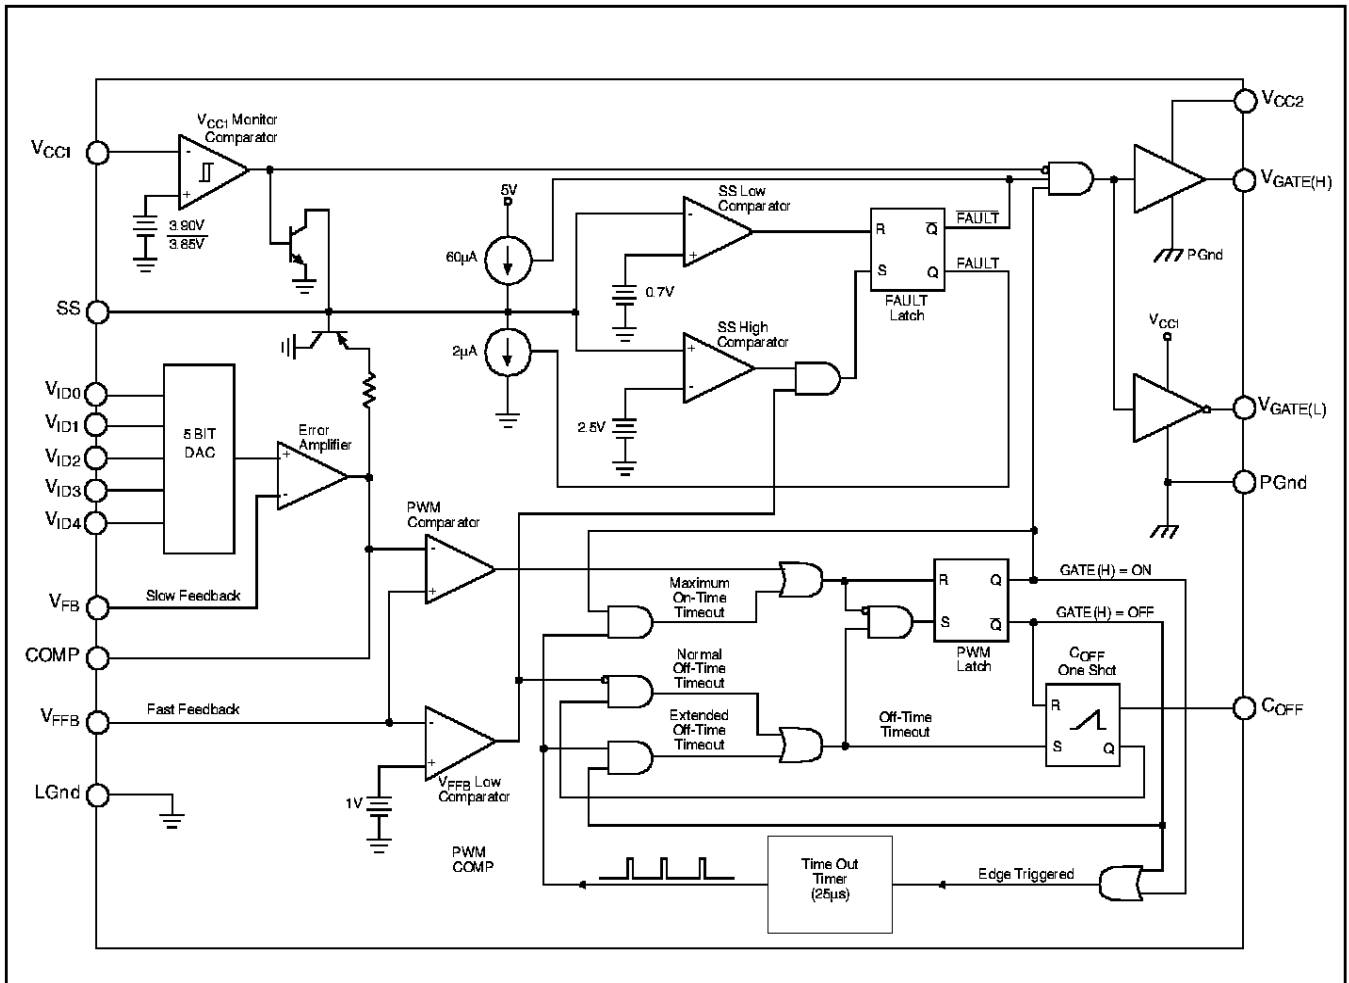 VCC1 Monitor
Comparator
VCC1
-
+
3.90V
3.85V
5V
60µA
2µA
SS
SS Low
Comparator
-
+
0.7V
SS High
Comparator
+
-
2.5V
R
Q
FAULT
S
Q
FAULT
FAULT
Latch
VCC2
VGATE(H)
PGnd
VCC1
VGATE(L)
PGnd
VID0
VID1
VID2
VID3
VID4
5 BIT
DAC
Error
Amplifier
+
-
PWM
Comparator
-
+
VFB
Slow Feedback
COMP
VFFB
Fast Feedback
-
+
VFFB Low
Comparator
1V
LGnd
PWM
COMP
Maximum
On-Time
Timeout
Normal
Off-Time
Timeout
Extended
Off-Time
Timeout
Off-Time
Timeout
R
Q
S
Q
PWM
Latch
GATE(H) = ON
GATE(H) = OFF
COFF
One Shot
R
S
Q
COFF
Time Out
Timer
(25µs)
Edge Triggered